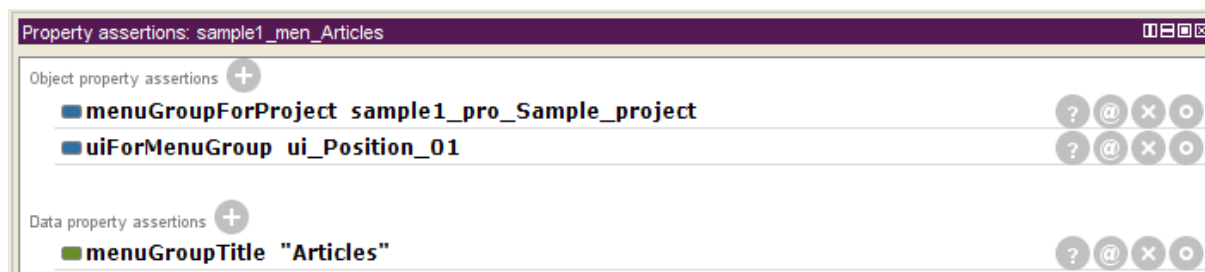 Property assertions: sample1_men_Articles
Object property assertions
menuGroupForProject sample1_pro_Sample_project
uiForMenuGroup ui_Position_01
Data property assertions
menuGroupTitle "Articles"